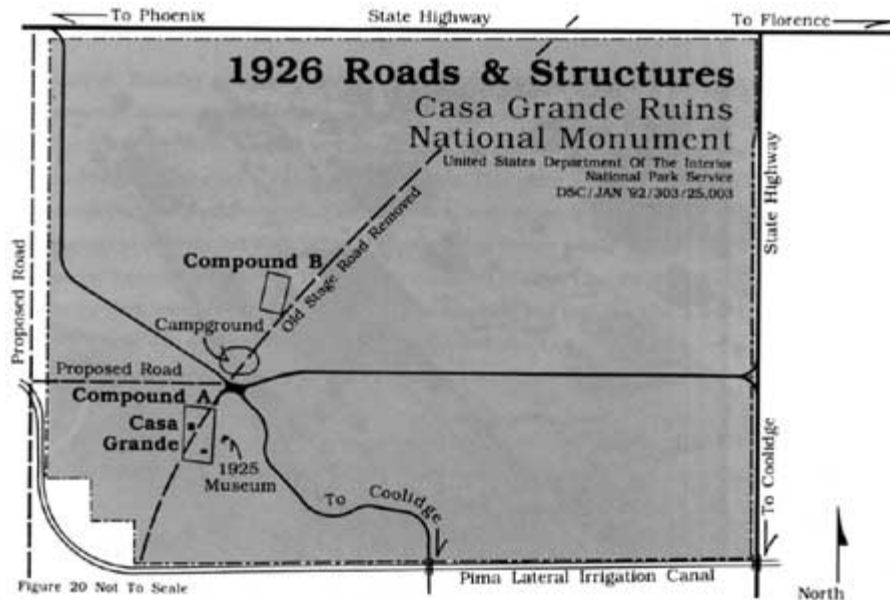 To Phoenix
State Highway
To Florence
1926 Roads & Structures
Casa Grande Ruins
National Monument
United States Department Of The Interior
National Park Service
DSC/JAN '92/303/25,003
State Highway
Proposed Road
Compound B
Old Stage Road Removed
Campground
Proposed Road
Compound A
Casa
Grande
1925
Museum
To Coolidge
To Coolidge
Pima Lateral Irrigation Canal
Figure 20 Not To Scale
North